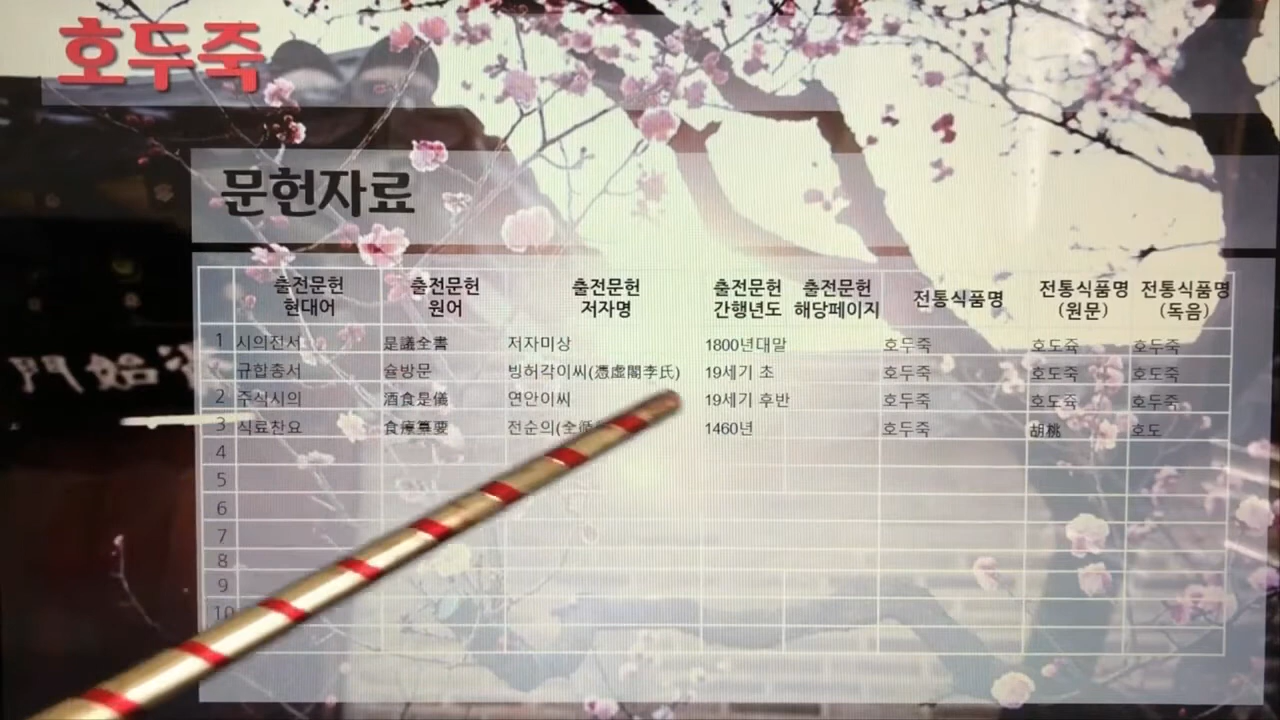 호두죽
문헌자료
출전문헌 현대어 출전문헌 원어 출전문헌 저자명 출전문헌 간행년도 출전문헌 해당페이지 전통식품명 전통식품명 (원문) 전통식품명 (독음)
1 시의전서 是議全書 저자미상 1800년대말 호두죽 호도쥭 호두죽
규합총서 술방문 빙허각이씨(憑虛閣李氏) 19세기 초 호두죽 호도죽 호도죽
2 주식시의 酒食是儀 연안이씨 19세기 후반 호두죽 호도쥭 호두죽
3 식료찬요 食療纂要 전순의(全循 1460년 호두죽 胡桃 호도
4
5
6
7
8
9
10